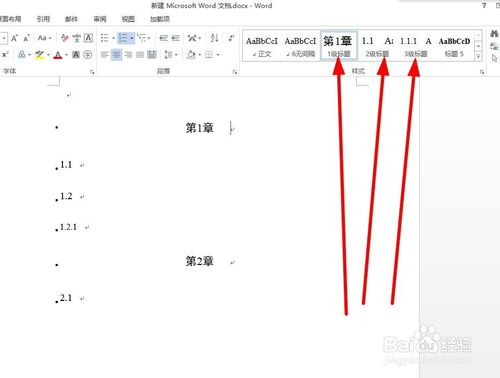 新建 Microsoft Word 文档.docx - Word
页面布局 引用 邮件 审阅 视图 加载项
AaBbCcI AaBbCcI 第1章 1.1 A 1.1.1 A AaBbCcD
正文 6无间隔 1级标题 2级标题 3级标题 标题 5
段落 样式
第1章
1.1
1.2
1.2.1
第2章
2.1
Baidu 经验
jingyan.baidu.com